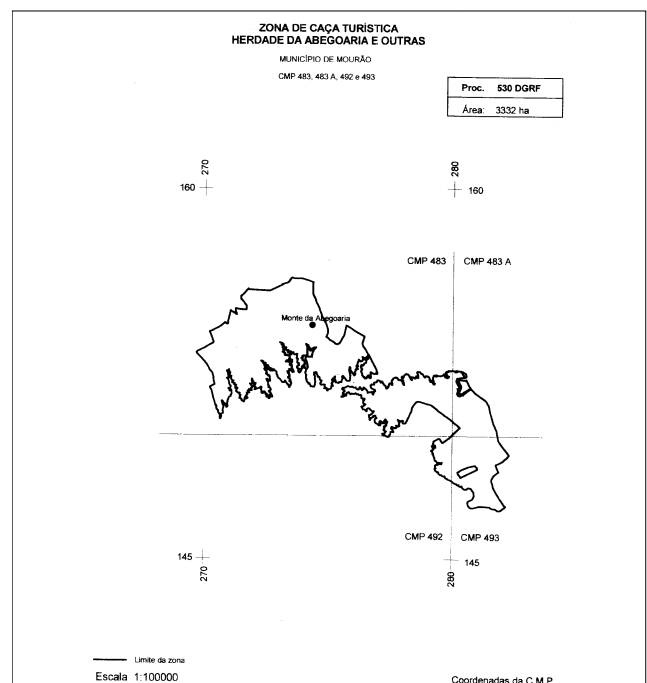 ZONA DE CAÇA TURÍSTICA
HERDADE DA ABEGOARIA E OUTRAS
MUNICÍPIO DE MOURÃO
CMP 483, 483 A, 492 e 493
Proc. 530 DGRF
Área: 3332 ha
270
280
160
160
CMP 483
CMP 483 A
Monte da Abegoaria
CMP 492
CMP 493
145
145
270
280
Limite da zona
Escala 1:100000
Coordenadas da C.M.P.